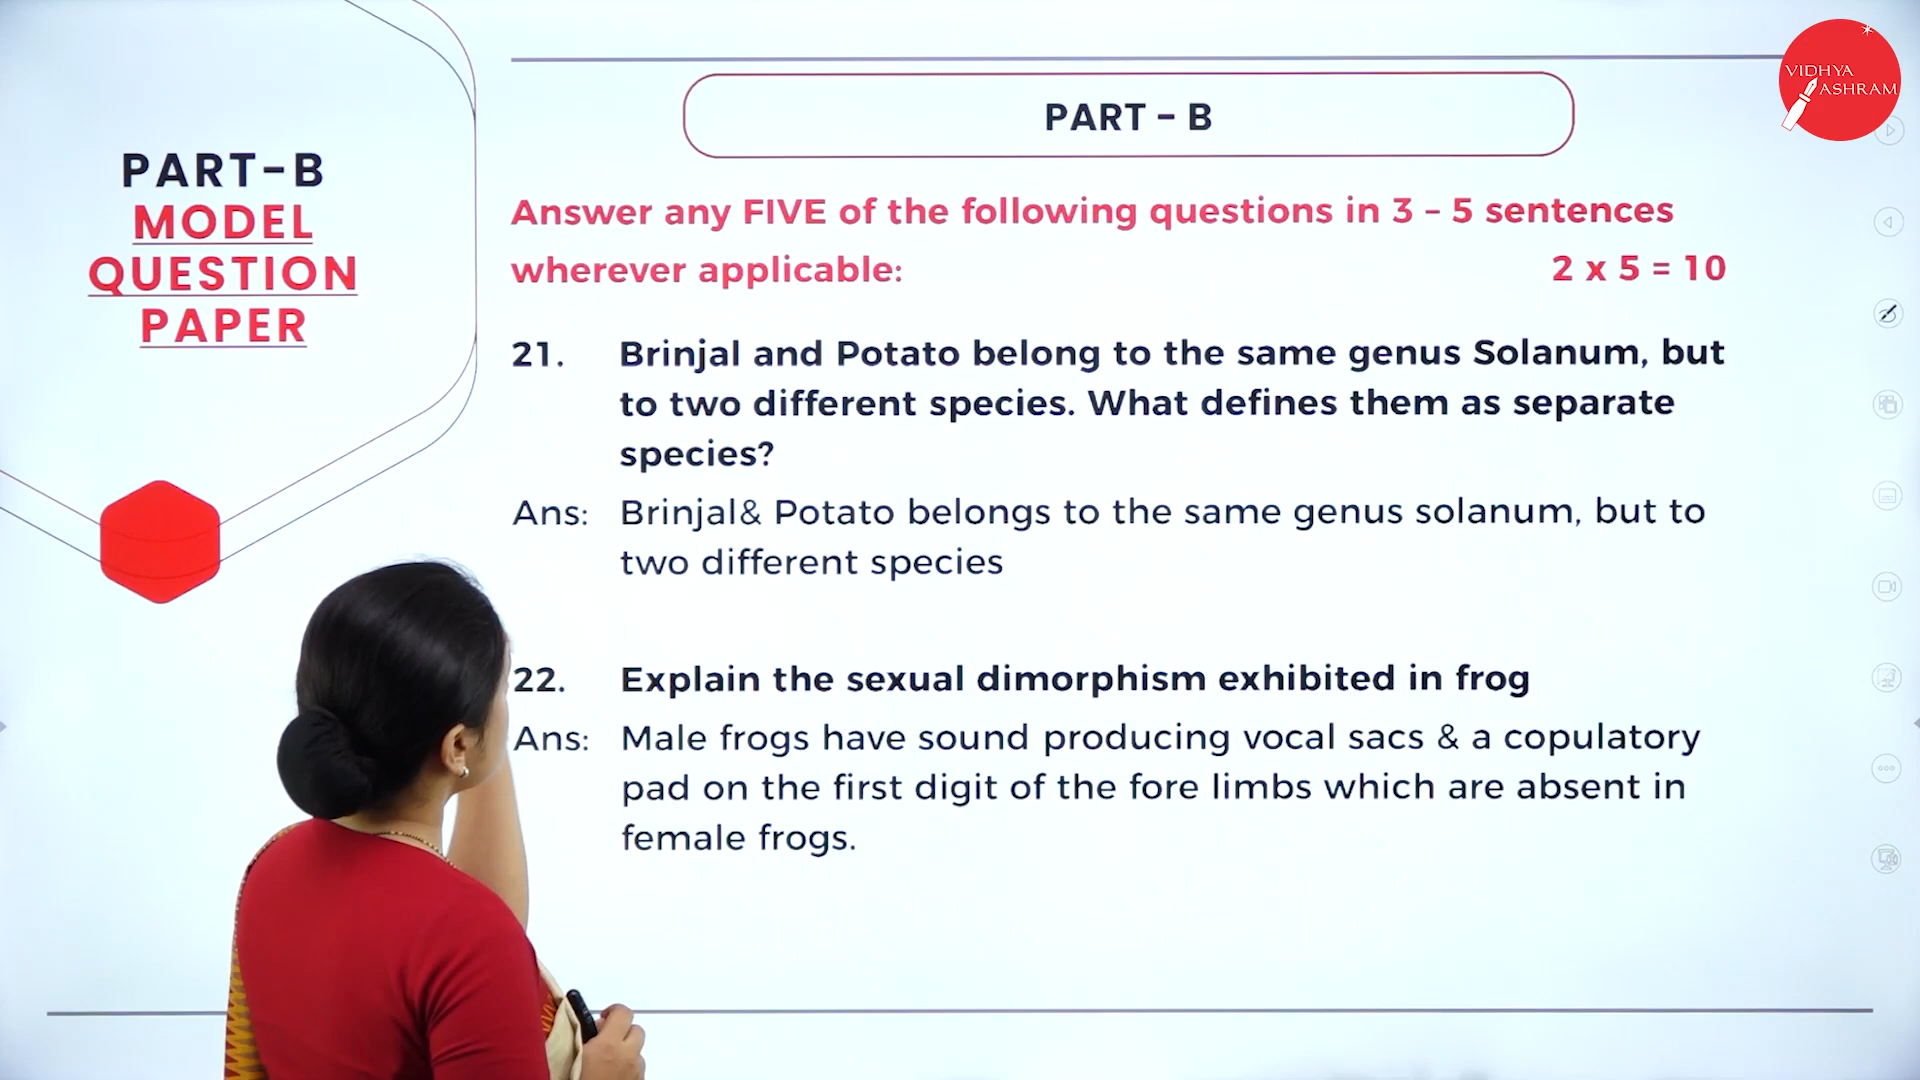 VIDHYA
ASHRAM
PART - B
PART-B
MODEL
QUESTION
PAPER
Answer any FIVE of the following questions in 3 - 5 sentences
wherever applicable: 2 x 5 = 10
21. Brinjal and Potato belong to the same genus Solanum, but
to two different species. What defines them as separate
species?
Ans: Brinjal& Potato belongs to the same genus solanum, but to
two different species
22. Explain the sexual dimorphism exhibited in frog
Ans: Male frogs have sound producing vocal sacs & a copulatory
pad on the first digit of the fore limbs which are absent in
female frogs.